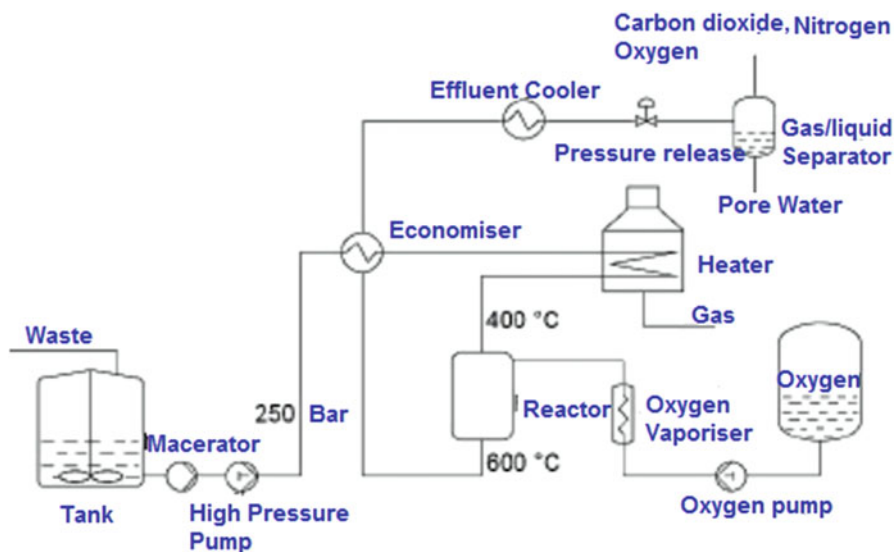 Carbon dioxide, Nitrogen
Oxygen
Effluent Cooler
Gas/liquid
Separator
Pressure release
Pore Water
Economiser
Heater
400 °C
Gas
Waste
Oxygen
250 Bar
Reactor
Oxygen
Vaporiser
Macerator
600 °C
Tank
High Pressure
Pump
Oxygen pump